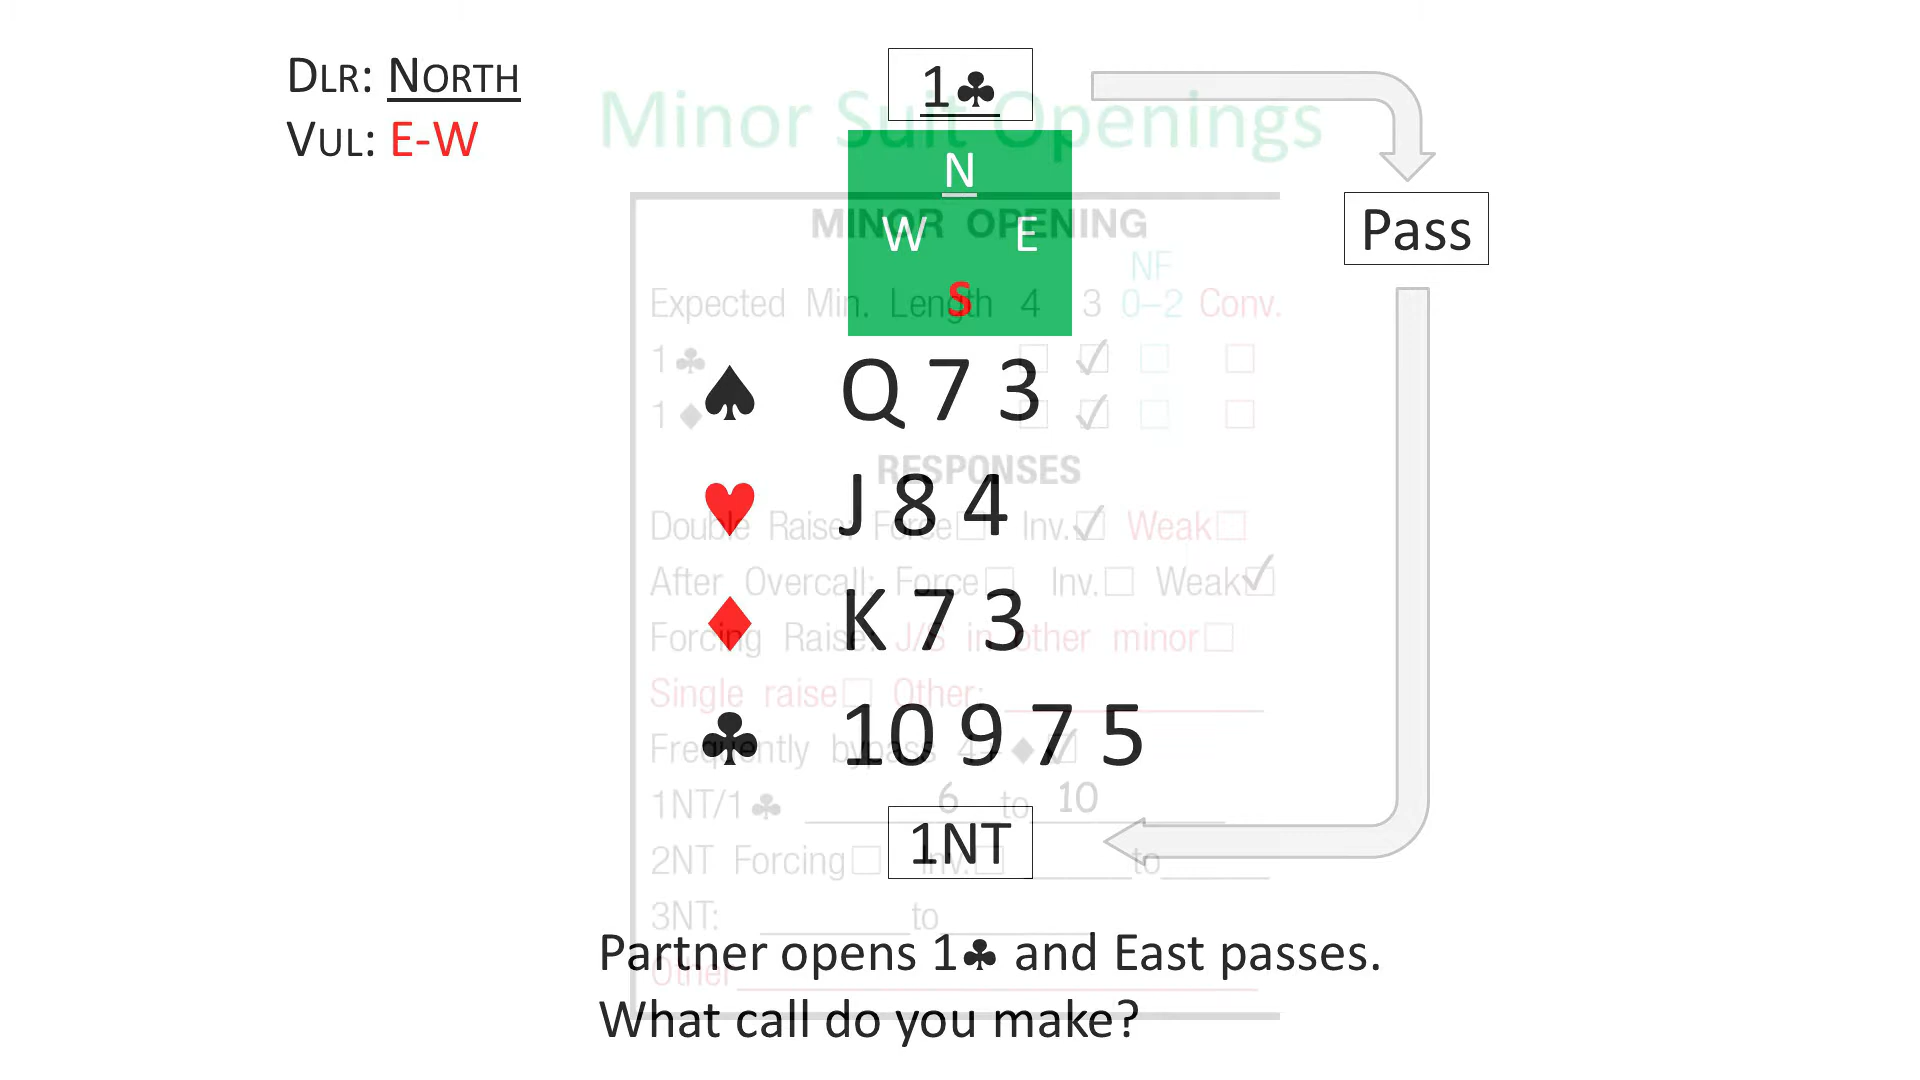 DLR: NORTH
VUL: E-W
1♣
Minor Suit Openings
N
W E
S
Pass
MINOR OPENING
NF
Expected Min. Length 4 3 0–2 Conv.
1♣
1♦
♠ Q 7 3
RESPONSES
♥ J 8 4
Double Raise: Force Inv. Weak
After Overcall: Force Inv. Weak
♦ K 7 3
Forcing Raise: J/S in other minor
Single raise Other:
♣ 10 9 7 5
Frequently bypass 4+♦
1NT/1♣ 6 to 10
1NT
2NT Forcing Inv. to
3NT: to
Partner opens 1♣ and East passes.
Other
What call do you make?